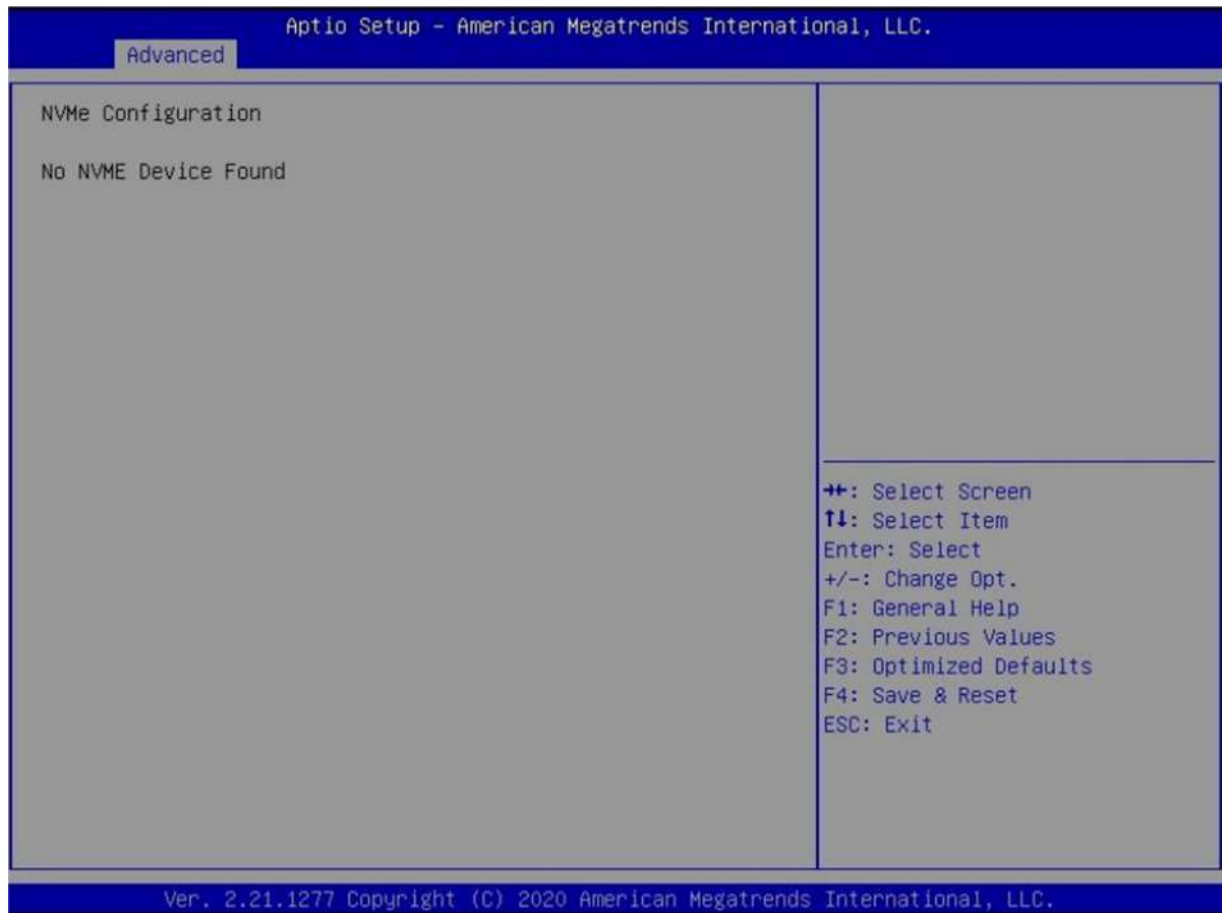 Aptio Setup – American Megatrends International, LLC.
Advanced
NVMe Configuration
No NVME Device Found
→←: Select Screen
↑↓: Select Item
Enter: Select
+/-: Change Opt.
F1: General Help
F2: Previous Values
F3: Optimized Defaults
F4: Save & Reset
ESC: Exit
Ver. 2.21.1277 Copyright (C) 2020 American Megatrends International, LLC.